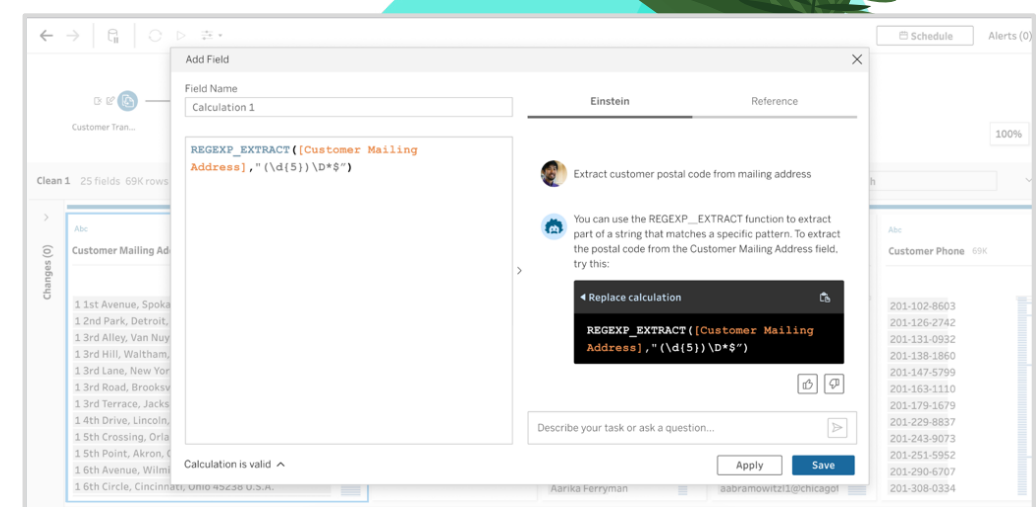 Schedule
Alerts (0)
Add Field
Field Name
Calculation 1
Einstein
Reference
Customer Tran...
100%
REGEXP_EXTRACT([Customer Mailing
Address],"(\d{5})\D*$")
Extract customer postal code from mailing address
Clean 1 25 fields 69K rows
h
You can use the REGEXP__EXTRACT function to extract
part of a string that matches a specific pattern. To extract
the postal code from the Customer Mailing Address field,
try this:
Abc
Customer Mailing Ad
Abc
Customer Phone 69K
Changes (0)
Replace calculation
REGEXP_EXTRACT([Customer Mailing
Address],"(\d{5})\D*$")
1 1st Avenue, Spoka
1 2nd Park, Detroit,
1 3rd Alley, Van Nuy
1 3rd Hill, Waltham,
1 3rd Lane, New Yor
1 3rd Road, Brooksv
1 3rd Terrace, Jacks
1 4th Drive, Lincoln,
1 5th Crossing, Orla
1 5th Point, Akron, O
1 6th Avenue, Wilmi
1 6th Circle, Cincinnati, Ohio 45238 U.S.A.
201-102-8603
201-126-2742
201-131-0932
201-138-1860
201-147-5799
201-163-1110
201-179-1679
201-229-8837
201-243-9073
201-251-5952
201-290-6707
201-308-0334
Describe your task or ask a question...
Calculation is valid
Apply
Save
Aarika Ferryman
aabramowitzl1@chicagot